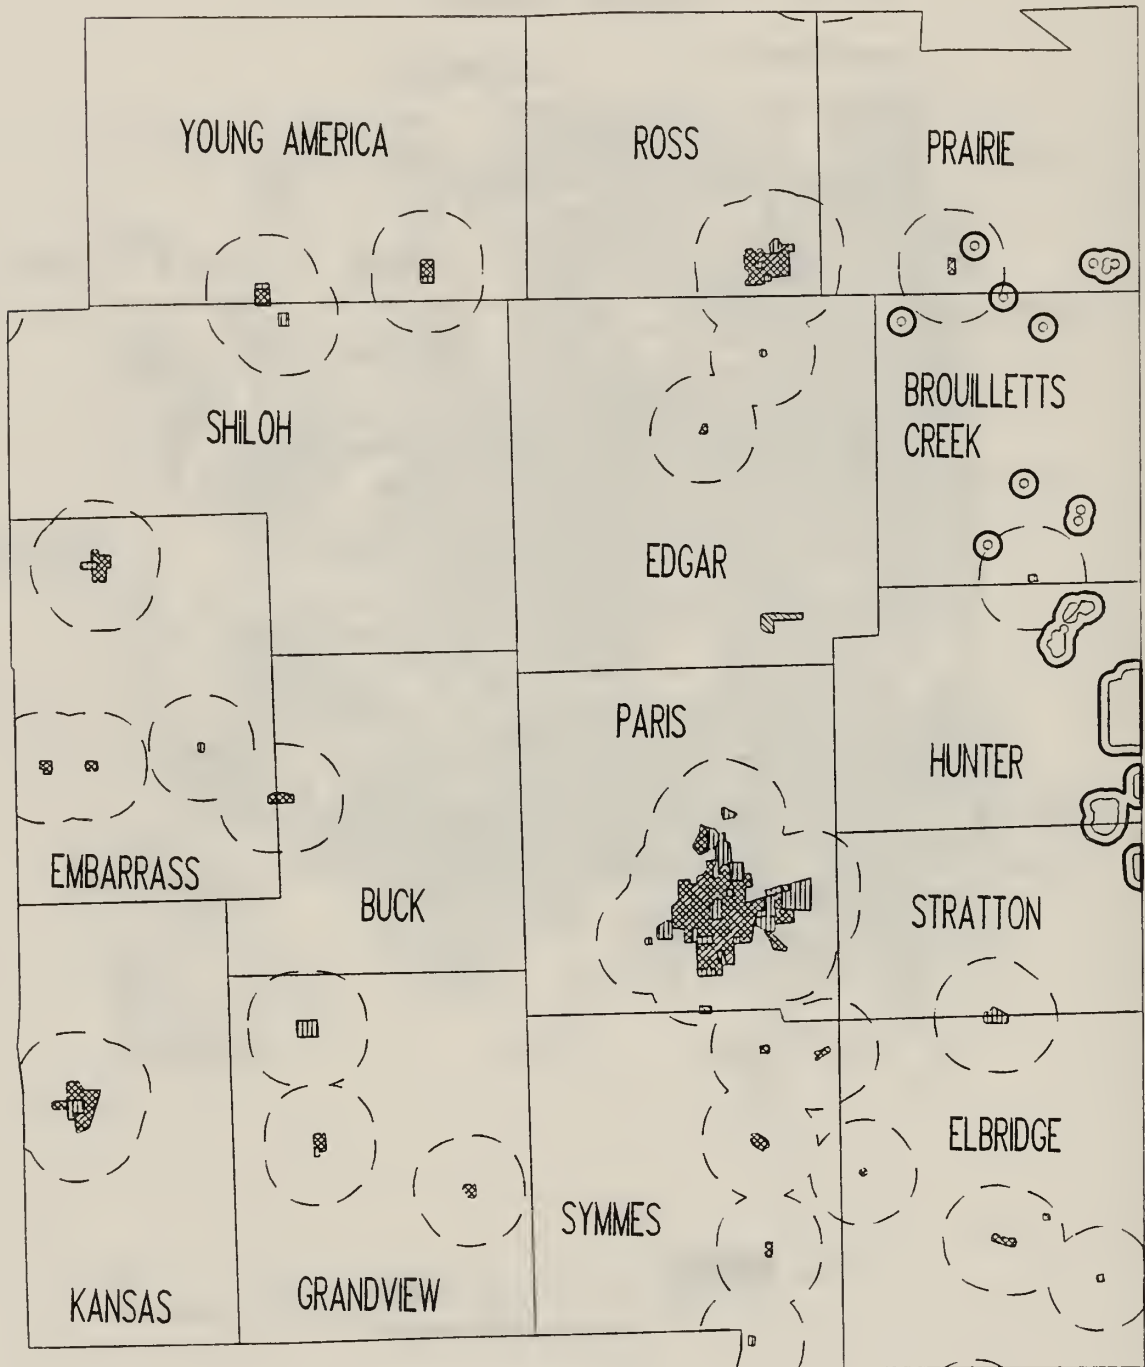 YOUNG AMERICA
ROSS
PRAIRIE
SHILOH
BROUILLETTS
CREEK
EDGAR
PARIS
HUNTER
EMBARRASS
BUCK
STRATTON
ELBRIDGE
SYMMES
GRANDVIEW
KANSAS